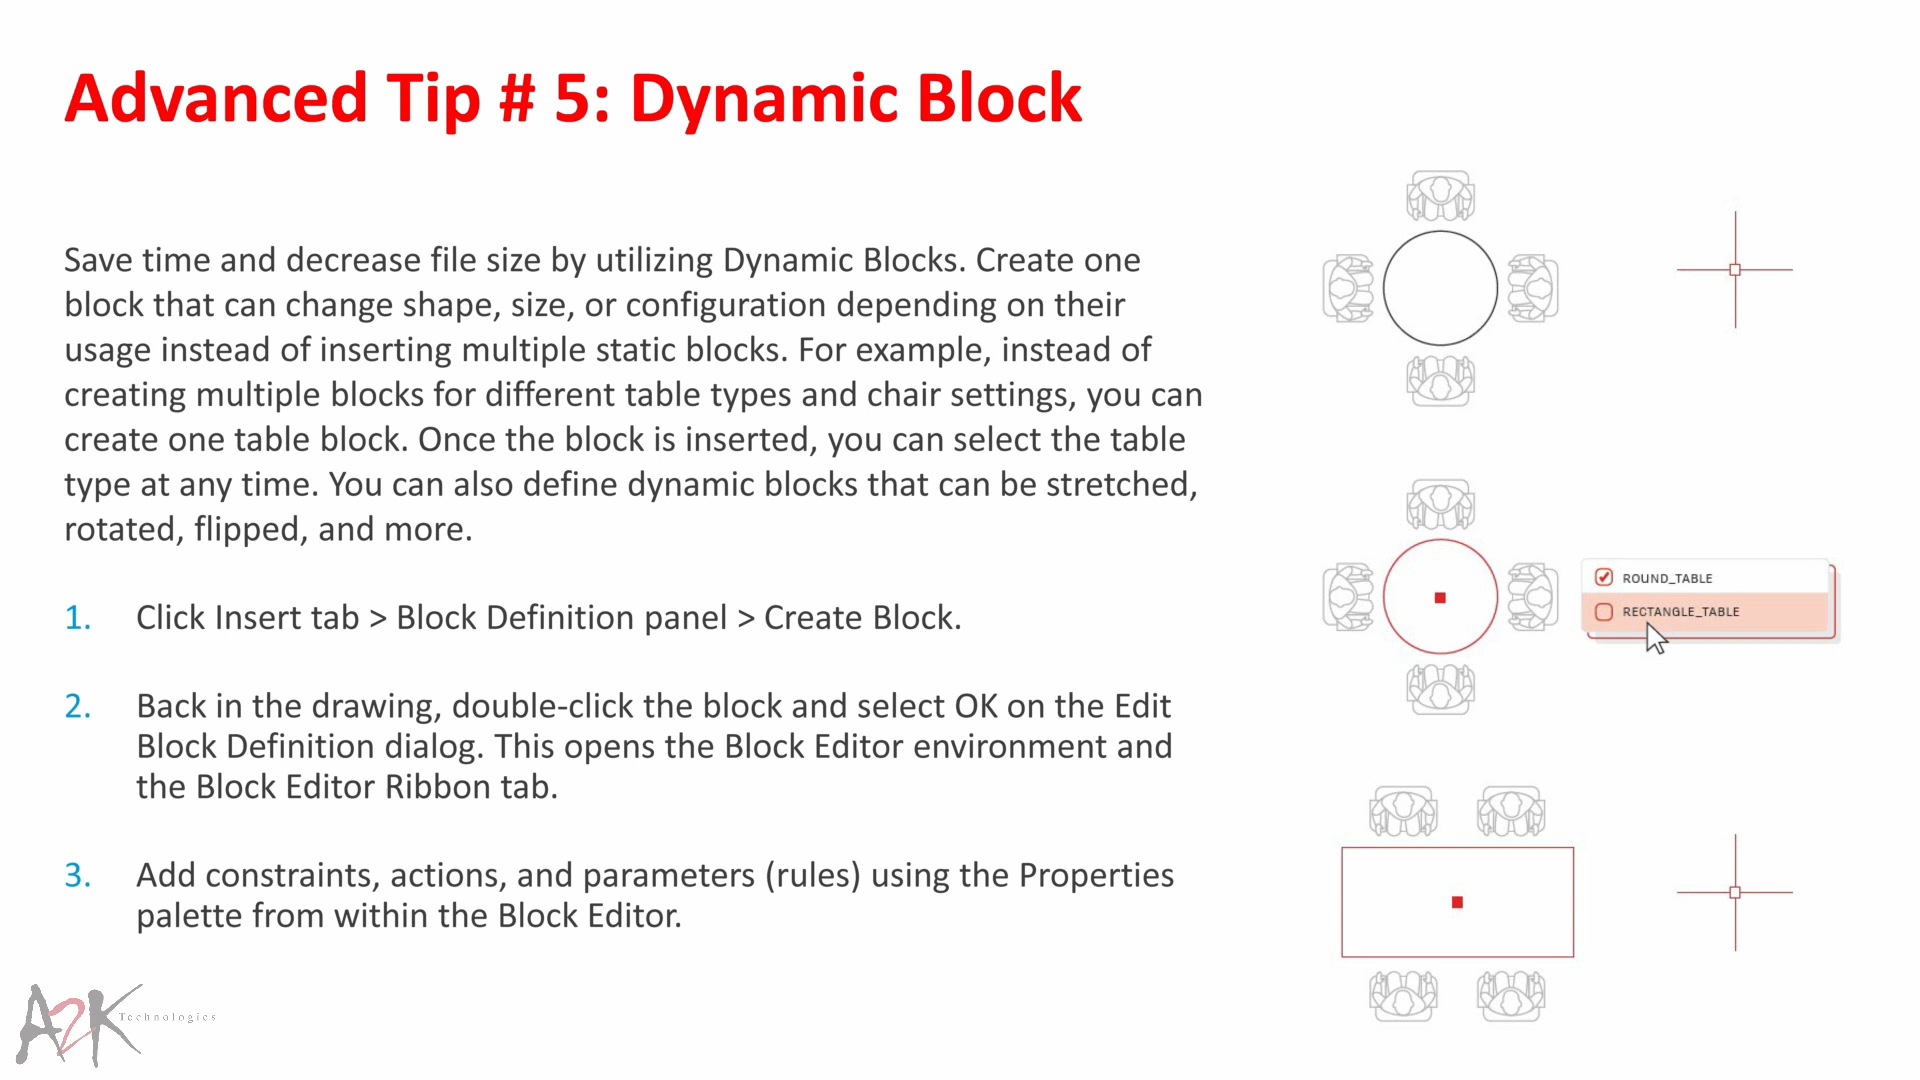 Advanced Tip # 5: Dynamic Block
Save time and decrease file size by utilizing Dynamic Blocks. Create one
block that can change shape, size, or configuration depending on their
usage instead of inserting multiple static blocks. For example, instead of
creating multiple blocks for different table types and chair settings, you can
create one table block. Once the block is inserted, you can select the table
type at any time. You can also define dynamic blocks that can be stretched,
rotated, flipped, and more.
1. Click Insert tab > Block Definition panel > Create Block.
2. Back in the drawing, double-click the block and select OK on the Edit
Block Definition dialog. This opens the Block Editor environment and
the Block Editor Ribbon tab.
3. Add constraints, actions, and parameters (rules) using the Properties
palette from within the Block Editor.
ROUND_TABLE
RECTANGLE_TABLE
A2K Technologies